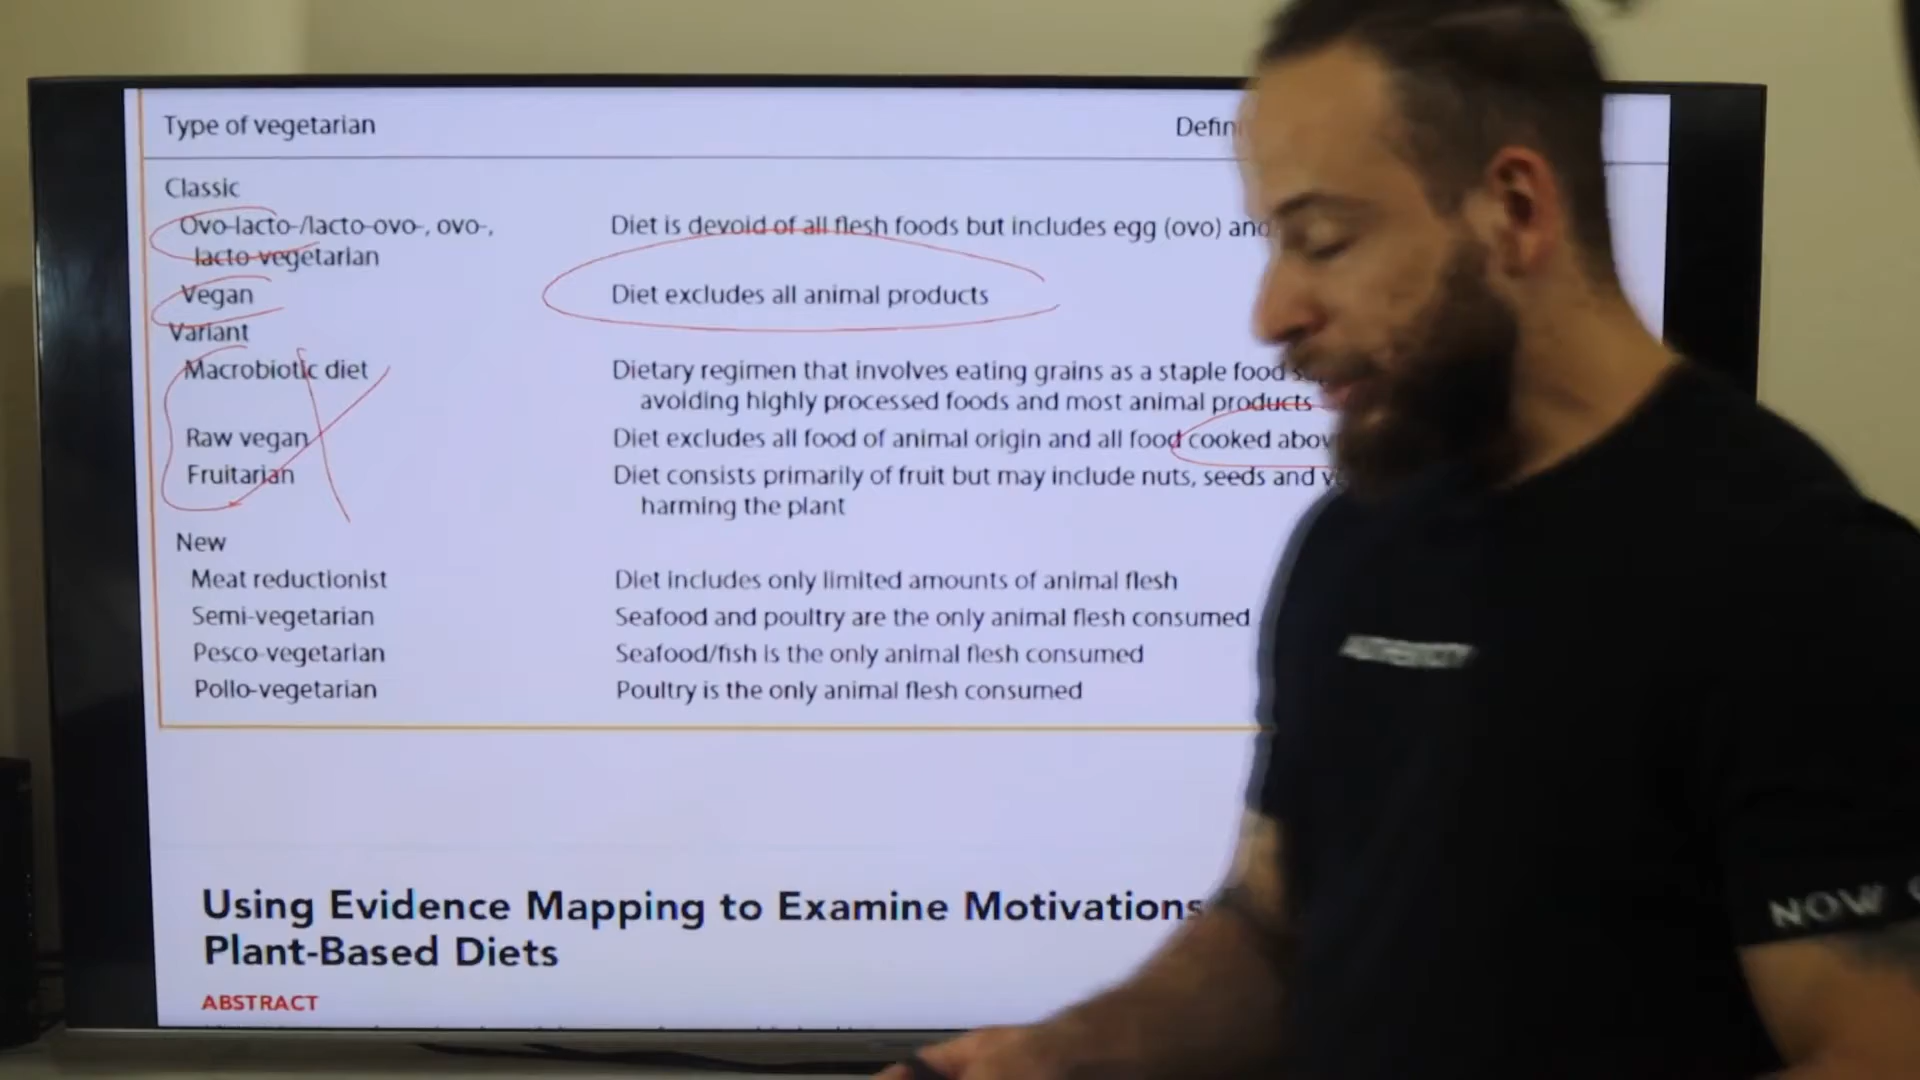 Type of vegetarian
Classic
Ovo-lacto-/lacto-ovo-, ovo-, Diet is devoid of all flesh foods but includes egg (ovo) and
lacto vegetarian
Vegan Diet excludes all animal products
Variant
Macrobiotic diet Dietary regimen that involves eating grains as a staple food
avoiding highly processed foods and most animal products
Raw vegan Diet excludes all food of animal origin and all food cooked
Fruitarian Diet consists primarily of fruit but may include nuts, seeds and
harming the plant
New
Meat reductionist Diet includes only limited amounts of animal flesh
Semi-vegetarian Seafood and poultry are the only animal flesh consumed
Pesco-vegetarian Seafood/fish is the only animal flesh consumed
Pollo-vegetarian Poultry is the only animal flesh consumed
Using Evidence Mapping to Examine Motivations
Plant-Based Diets
ABSTRACT
NOW